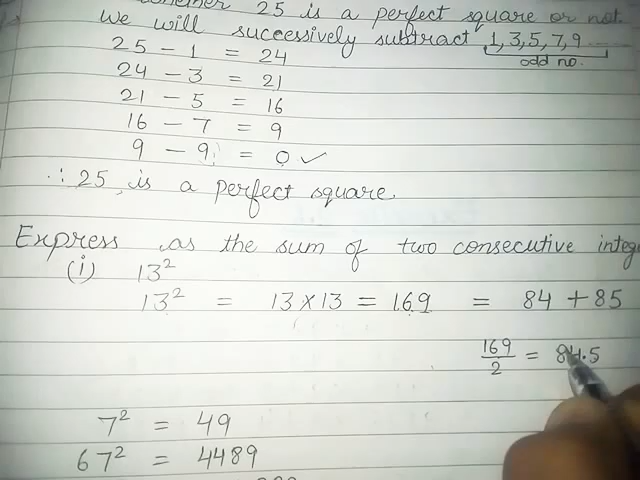 25 is a perfect square or not.
We will successively subtract 1, 3, 5, 7, 9 ......
odd no.
25 - 1 = 24
24 - 3 = 21
21 - 5 = 16
16 - 7 = 9
9 - 9 = 0 ✓
∴ 25 is a perfect square.
Express as the sum of two consecutive
(i) 13²
13² = 13 × 13 = 169 = 84 + 85
169/2 = 84.5
7² = 49
67² = 4489